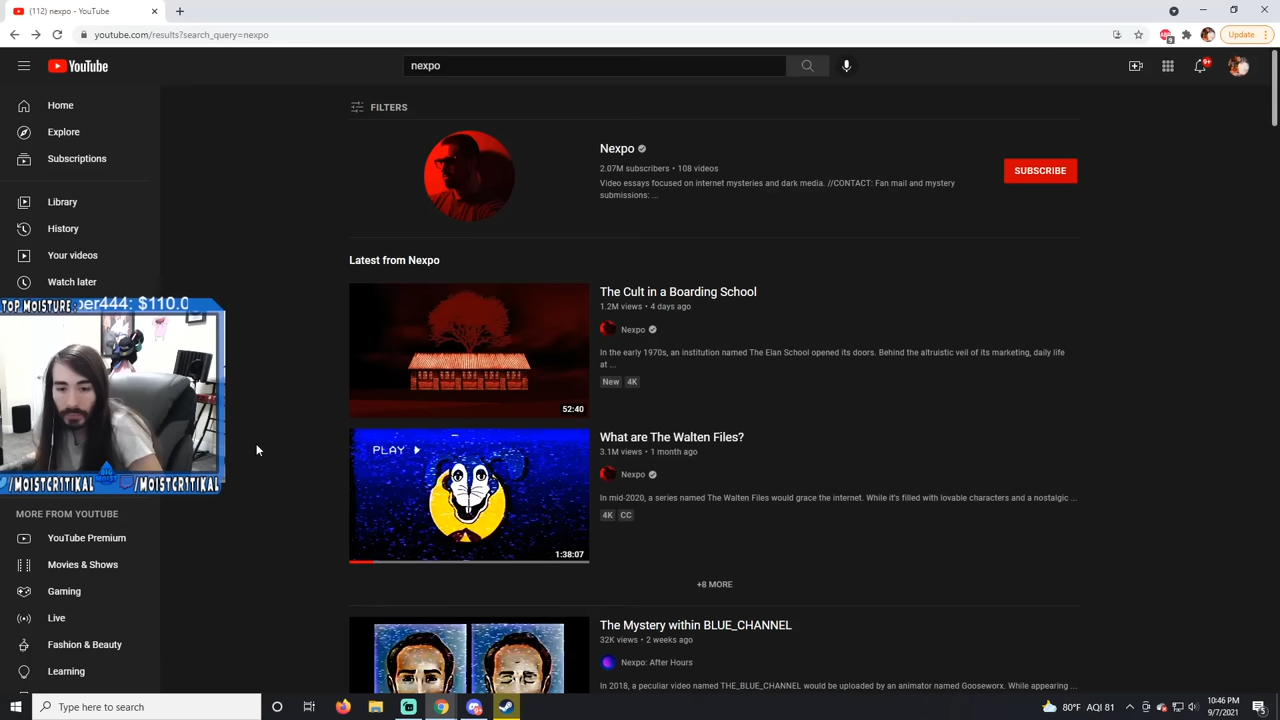 (112) nexpo - YouTube
youtube.com/results?search_query=nexpo
Update
YouTube
nexpo
9+
Home
Explore
Subscriptions
Library
History
Your videos
Watch later
TOP MOISTURE:
per444: $110.0
/MOISTCR1TIKAL
/MOISTCR1TIKAL
MORE FROM YOUTUBE
YouTube Premium
Movies & Shows
Gaming
Live
Fashion & Beauty
Learning
FILTERS
Nexpo
2.07M subscribers • 108 videos
Video essays focused on internet mysteries and dark media. //CONTACT: Fan mail and mystery
submissions: ...
SUBSCRIBE
Latest from Nexpo
52:40
The Cult in a Boarding School
1.2M views • 4 days ago
Nexpo
In the early 1970s, an institution named The Elan School opened its doors. Behind the altruistic veil of its marketing, daily life
at ...
New 4K
PLAY
1:38:07
What are The Walten Files?
3.1M views • 1 month ago
Nexpo
In mid-2020, a series named The Walten Files would grace the internet. While it's filled with lovable characters and a nostalgic ...
4K CC
+8 MORE
The Mystery within BLUE_CHANNEL
32K views • 2 weeks ago
Nexpo: After Hours
In 2018, a peculiar video named THE_BLUE_CHANNEL would be uploaded by an animator named Gooseworx. While appearing ...
Type here to search
80°F AQI 81
10:46 PM
9/7/2021